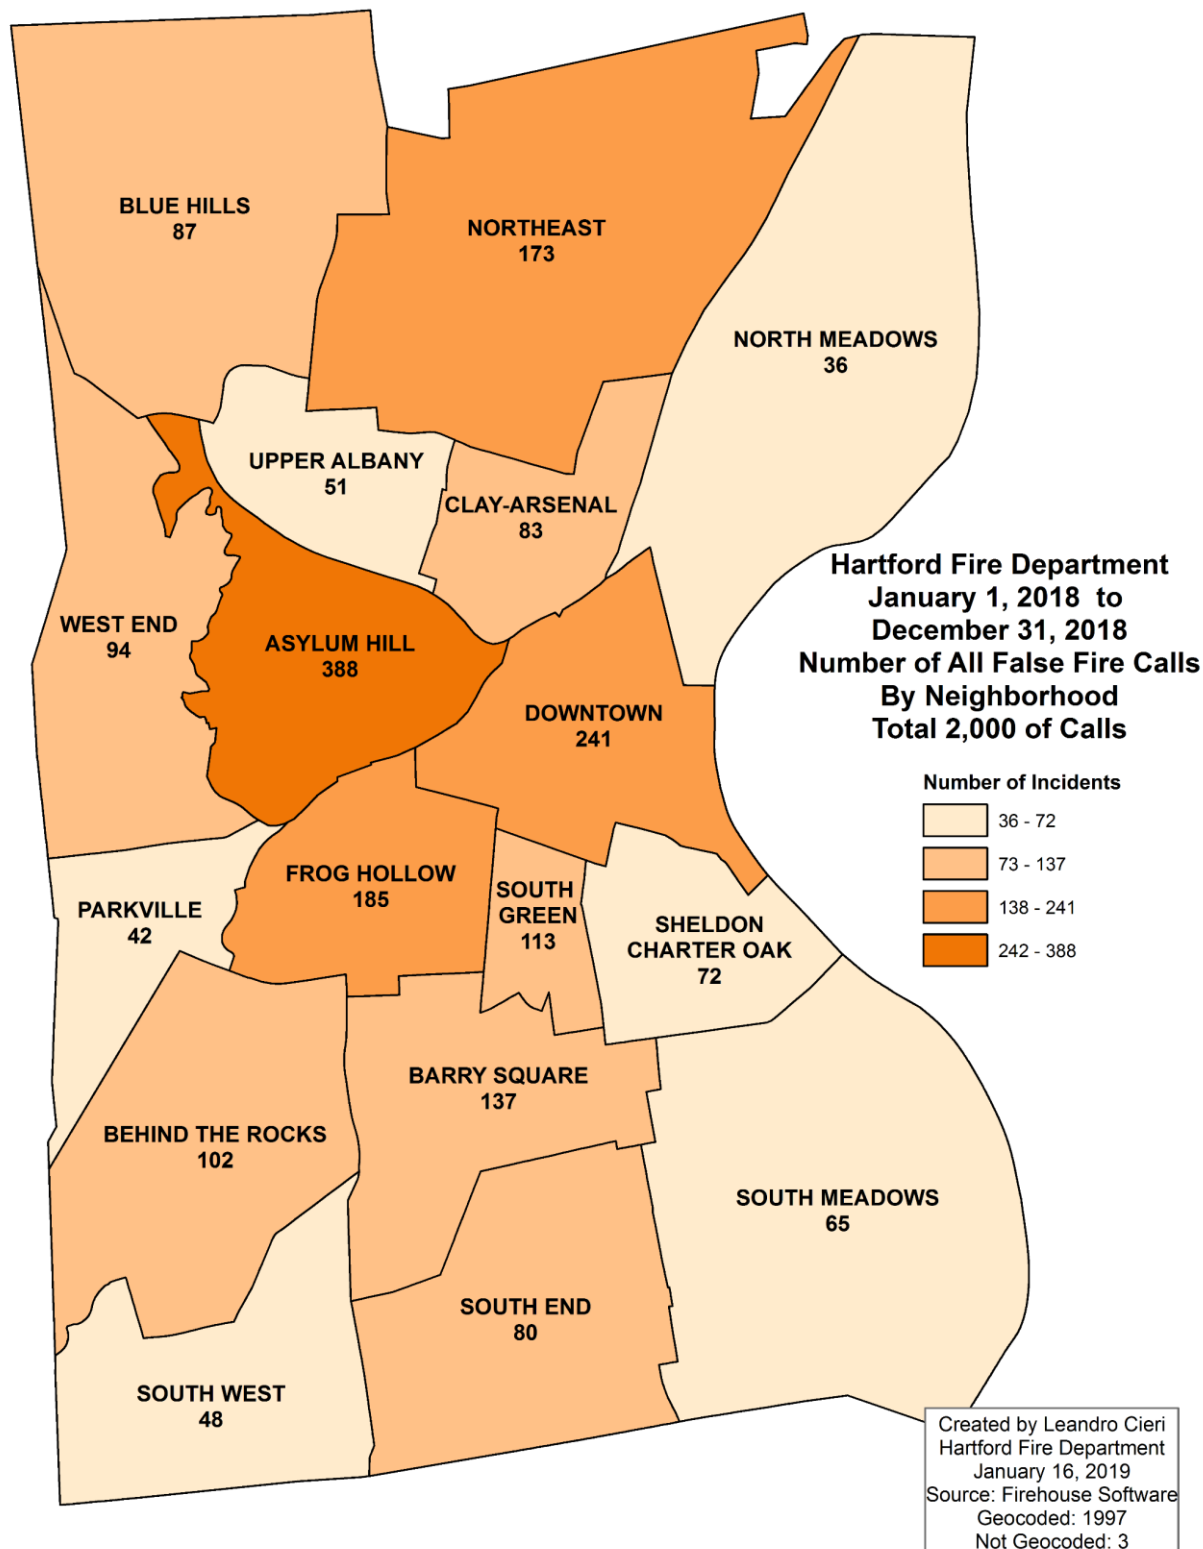 BLUE HILLS
87
NORTHEAST
173
NORTH MEADOWS
36
UPPER ALBANY
51
CLAY-ARSENAL
83
Hartford Fire Department
January 1, 2018 to
December 31, 2018
Number of All False Fire Calls
By Neighborhood
Total 2,000 of Calls
WEST END
94
ASYLUM HILL
388
DOWNTOWN
241
Number of Incidents
36 - 72
73 - 137
138 - 241
242 - 388
FROG HOLLOW
185
SOUTH
GREEN
113
PARKVILLE
42
SHELDON
CHARTER OAK
72
BARRY SQUARE
137
BEHIND THE ROCKS
102
SOUTH MEADOWS
65
SOUTH END
80
SOUTH WEST
48
Created by Leandro Cieri
Hartford Fire Department
January 16, 2019
Source: Firehouse Software
Geocoded: 1997
Not Geocoded: 3